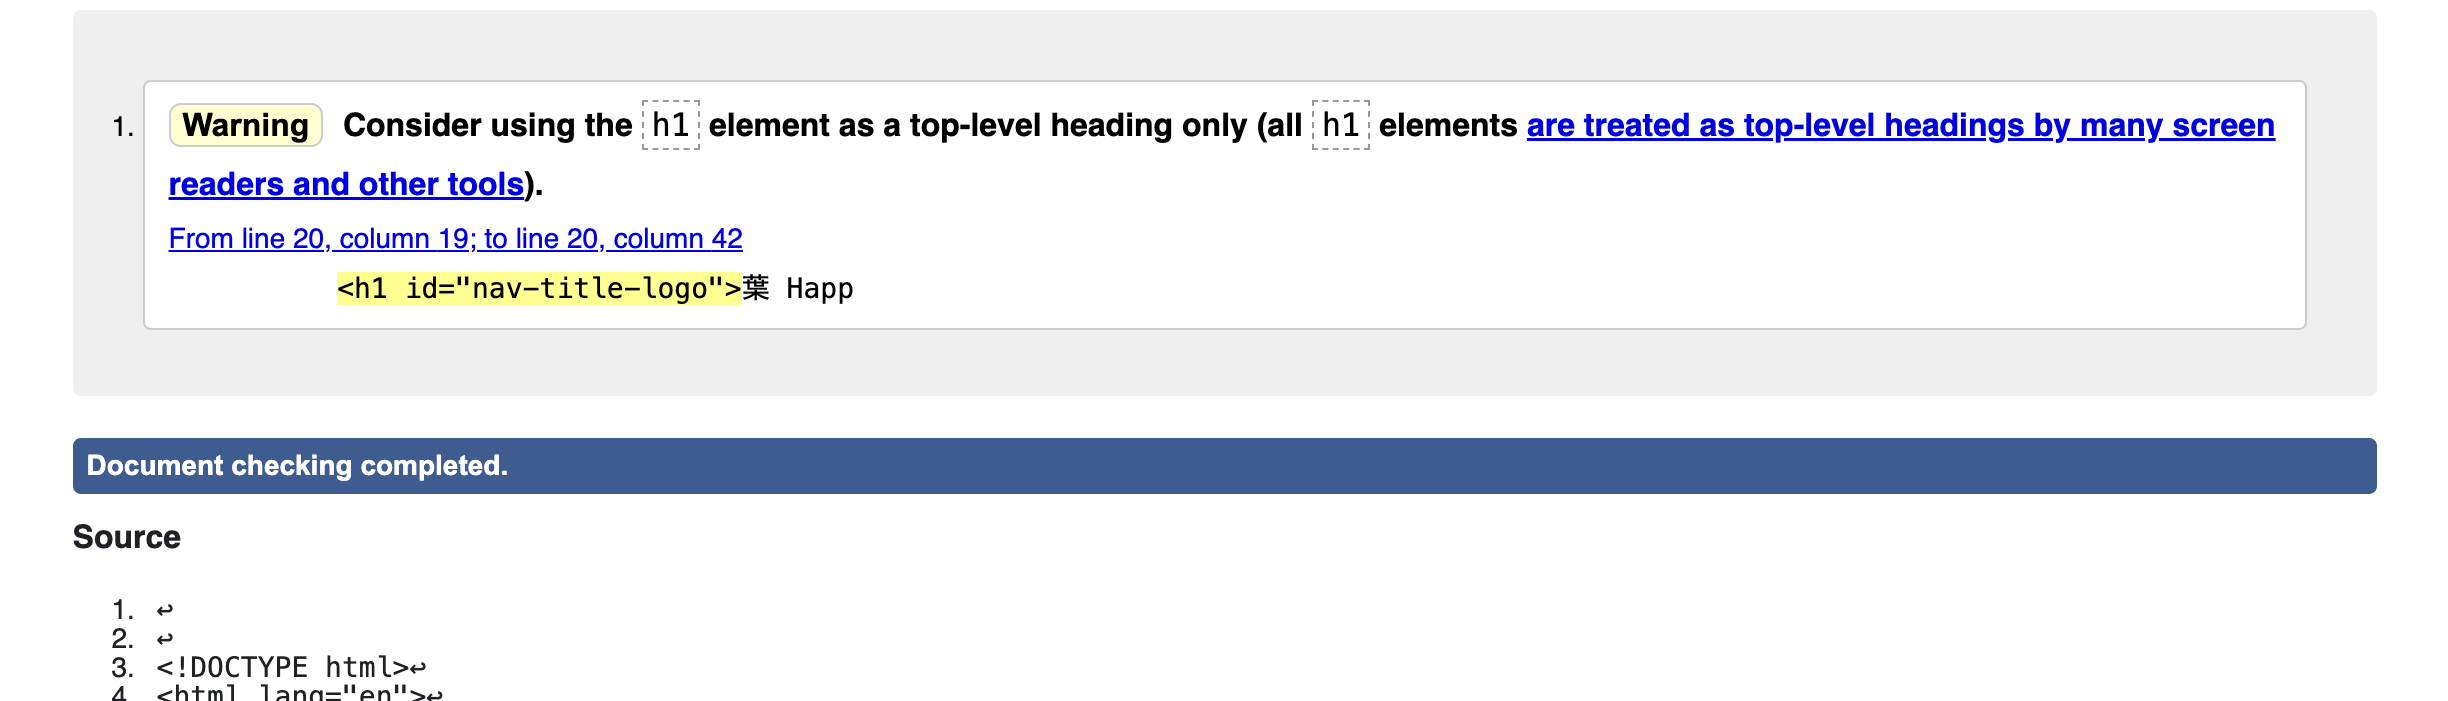 1. Warning Consider using the h1 element as a top-level heading only (all h1 elements are treated as top-level headings by many screen
readers and other tools).
From line 20, column 19; to line 20, column 42
<h1 id="nav-title-logo">葉 Happ
Document checking completed.
Source
1. ↩
2. ↩
3. <!DOCTYPE html>↩
4. <html lang="en">↩